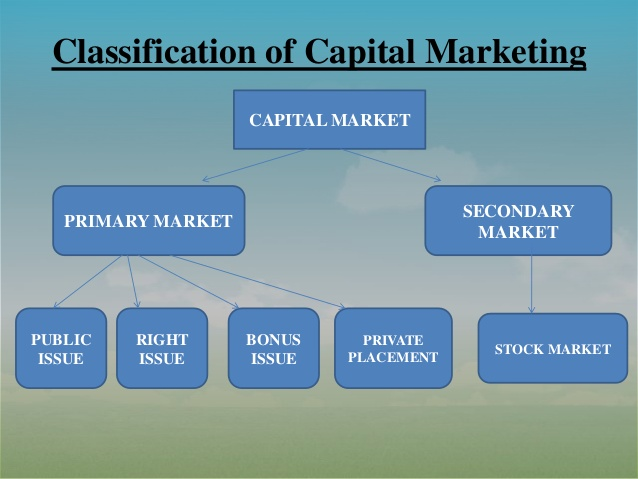 Classification of Capital Marketing
CAPITAL MARKET
PRIMARY MARKET
SECONDARY
MARKET
PUBLIC
ISSUE
RIGHT
ISSUE
BONUS
ISSUE
PRIVATE
PLACEMENT
STOCK MARKET